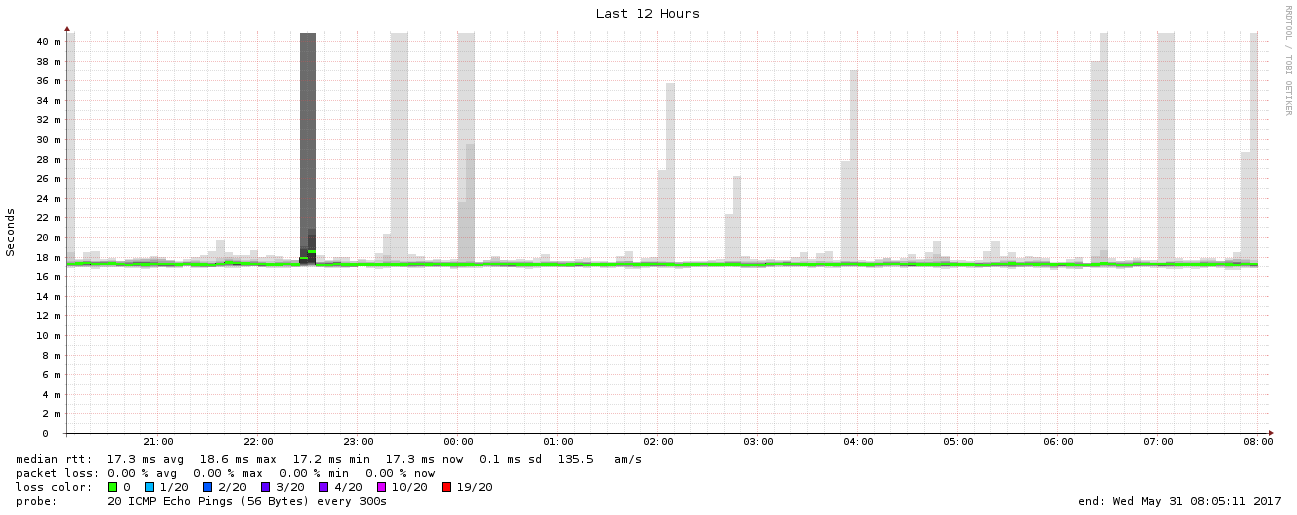 Last 12 Hours
RRDTOOL / TOBI OETIKER
Seconds
40 m
38 m
36 m
34 m
32 m
30 m
28 m
26 m
24 m
22 m
20 m
18 m
16 m
14 m
12 m
10 m
8 m
6 m
4 m
2 m
0
21:00 22:00 23:00 00:00 01:00 02:00 03:00 04:00 05:00 06:00 07:00 08:00
median rtt: 17.3 ms avg 18.6 ms max 17.2 ms min 17.3 ms now 0.1 ms sd 135.5 am/s
packet loss: 0.00 % avg 0.00 % max 0.00 % min 0.00 % now
loss color: 0 1/20 2/20 3/20 4/20 10/20 19/20
probe: 20 ICMP Echo Pings (56 Bytes) every 300s end: Wed May 31 08:05:11 2017